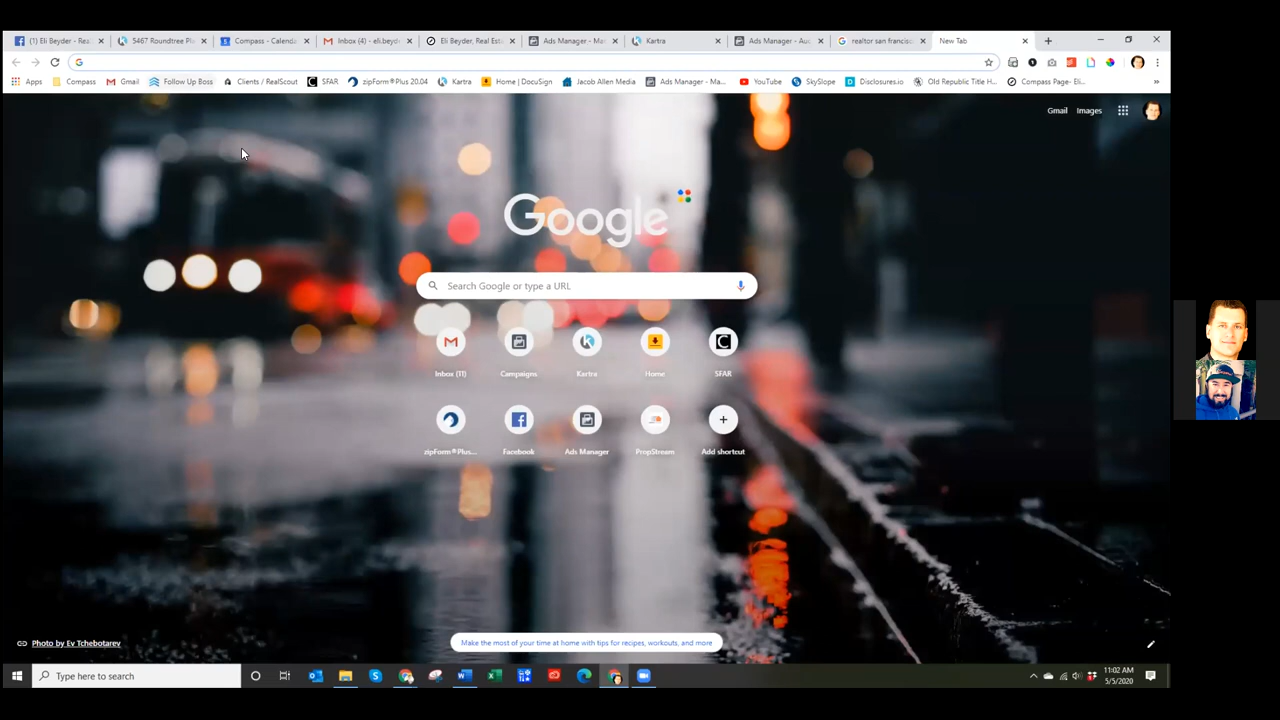 (1) Eli Beyder - Rea
5467 Roundtree Pl
Compass - Calenda
Inbox (4) - eli.beyde
Eli Beyder, Real Est
Ads Manager - Ma
Kartra
Ads Manager - Au
realtor san francisc
New Tab
Apps
Compass
Gmail
Follow Up Boss
Clients / RealScout
SFAR
zipForm®Plus 20.04
Kartra
Home | DocuSign
Jacob Allen Media
Ads Manager - Ma...
YouTube
SkySlope
Disclosures.io
Old Republic Title H...
Compass Page- Eli...
»
Gmail Images
Google
Search Google or type a URL
Inbox (11) Campaigns Kartra Home SFAR
zipForm®Plus... Facebook Ads Manager PropStream Add shortcut
Photo by Ev Tchebotarev
Make the most of your time at home with tips for recipes, workouts, and more
Type here to search
11:02 AM
5/5/2020